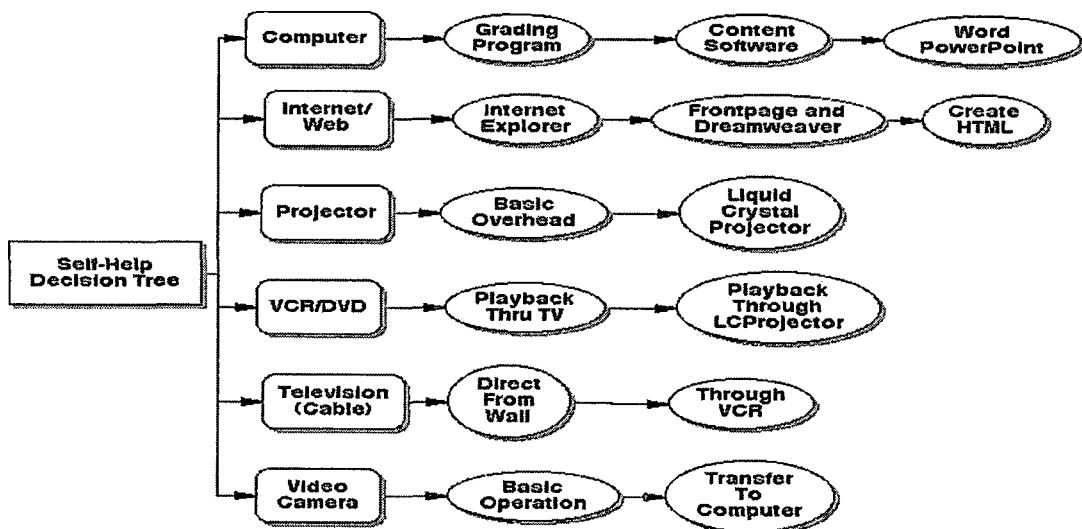 Computer
Grading
Program
Content
Software
Word
PowerPoint
Internet/
Web
Internet
Explorer
Frontpage and
Dreamweaver
Create
HTML
Projector
Basic
Overhead
Liquid
Crystal
Projector
Self-Help
Decision Tree
VCR/DVD
Playback
Thru TV
Playback
Through
LCProjector
Television
(Cable)
Direct
From
Wall
Through
VCR
Video
Camera
Basic
Operation
Transfer
To
Computer